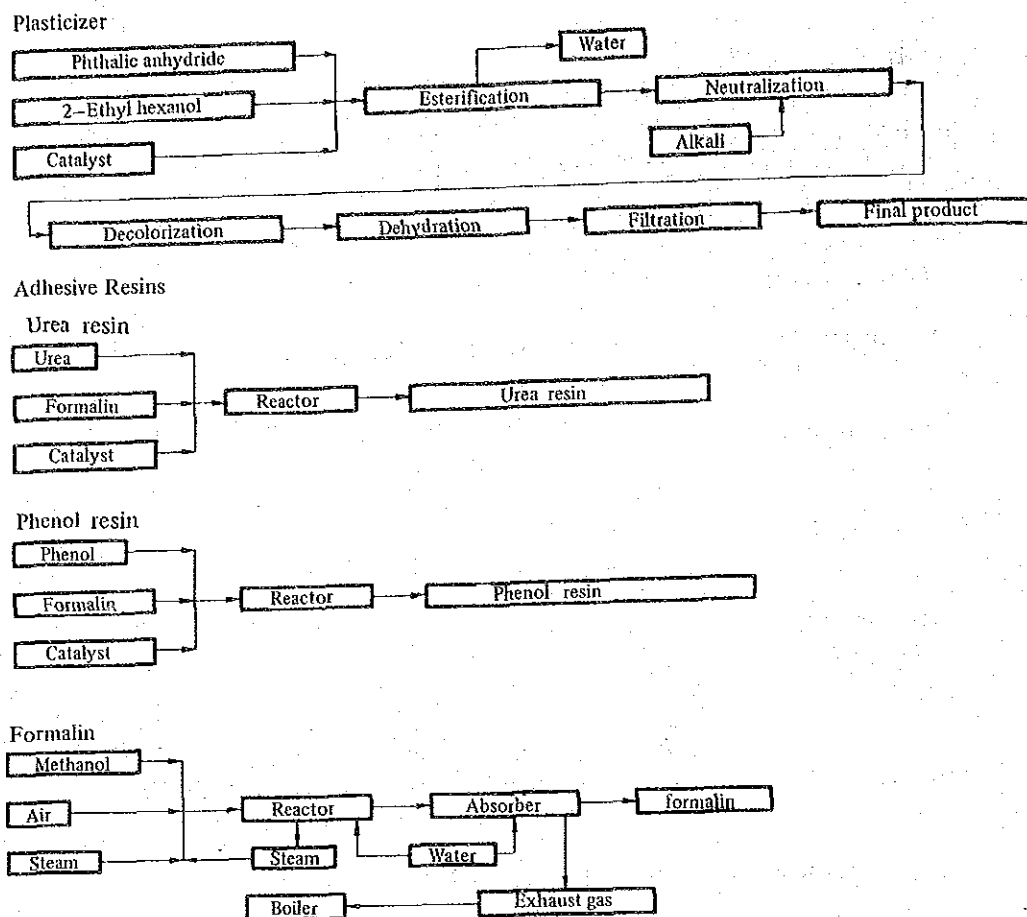 Plasticizer
Phthalic anhydride
Water
2-Ethyl hexanol
Esterification
Neutralization
Catalyst
Alkali
Decolorization
Dehydration
Filtration
Final product
Adhesive Resins
Urea resin
Urea
Formalin
Reactor
Urea resin
Catalyst
Phenol resin
Phenol
Formalin
Reactor
Phenol resin
Catalyst
Formalin
Methanol
Air
Reactor
Absorber
formalin
Steam
Steam
Water
Boiler
Exhaust gas